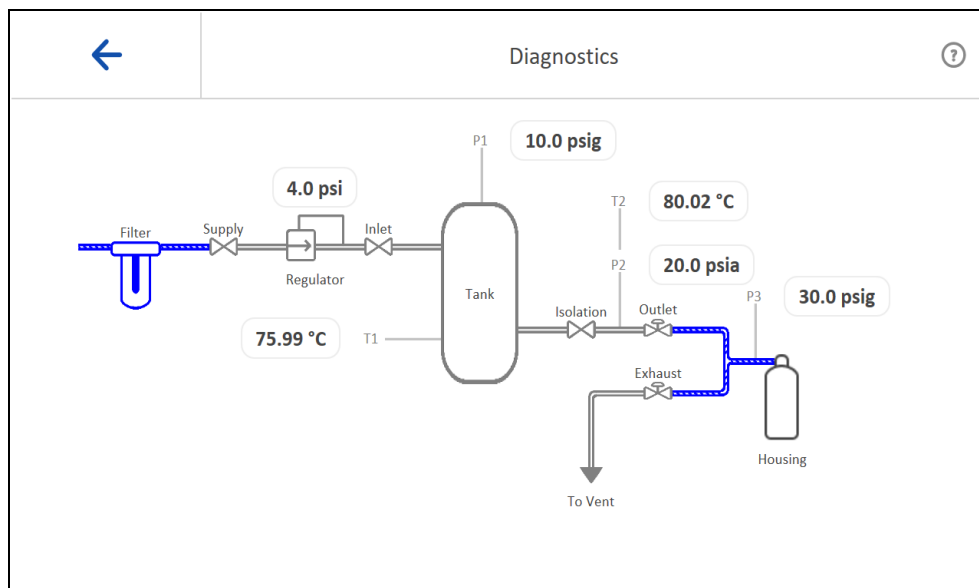 Diagnostics
?
P1
10.0 psig
4.0 psi
T2
80.02 °C
Filter
Supply
Inlet
P2
20.0 psia
Regulator
Tank
P3
30.0 psig
Isolation
Outlet
75.99 °C
T1
Exhaust
Housing
To Vent